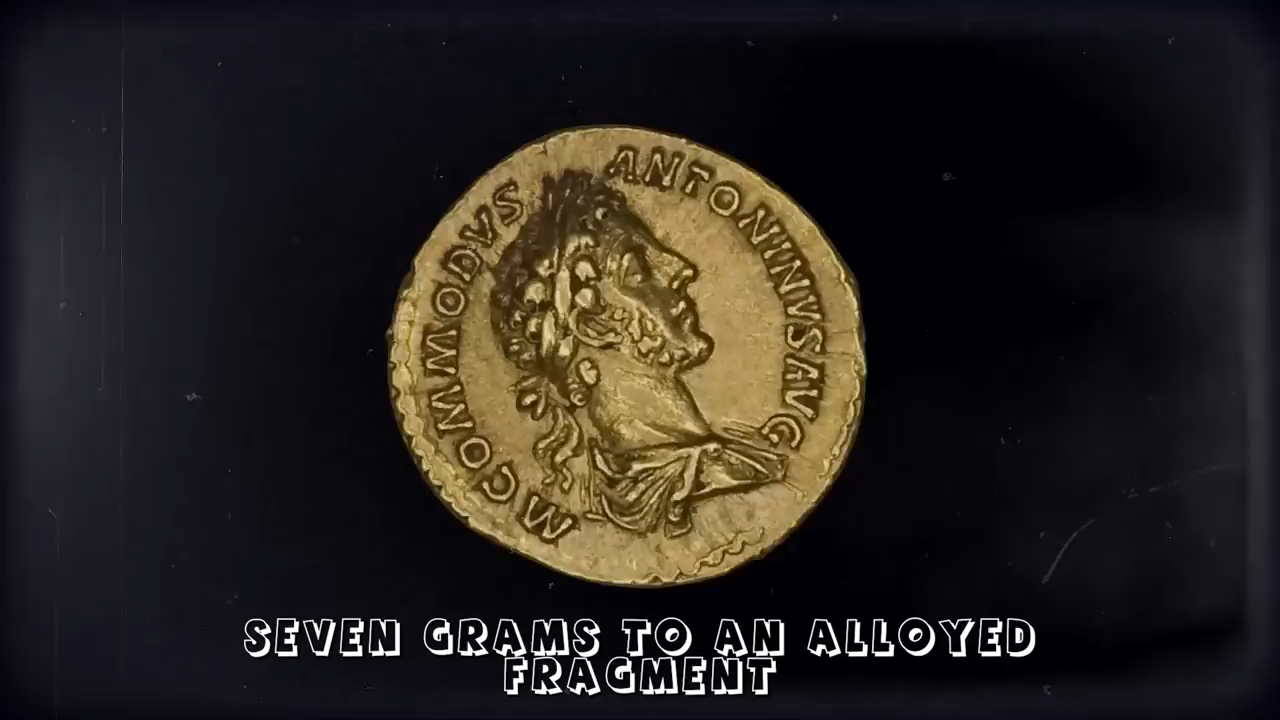 M COMMODVS ANTONINVS AVG
SEVEN GRAMS TO AN ALLOYED
FRAGMENT